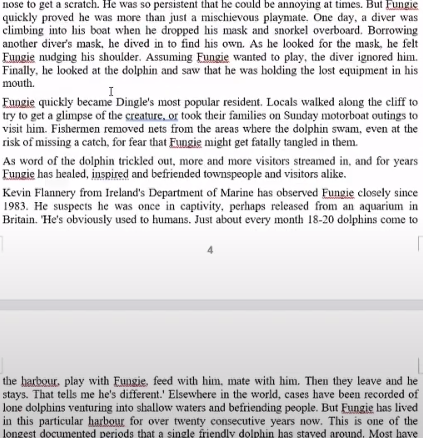 nose to get a scratch. He was so persistent that he could be annoying at times. But Fungie
quickly proved he was more than just a mischievous playmate. One day, a diver was
climbing into his boat when he dropped his mask and snorkel overboard. Borrowing
another diver's mask, he dived in to find his own. As he looked for the mask, he felt
Fungie nudging his shoulder. Assuming Fungie wanted to play, the diver ignored him.
Finally, he looked at the dolphin and saw that he was holding the lost equipment in his
mouth.
Fungie quickly became Dingle's most popular resident. Locals walked along the cliff to
try to get a glimpse of the creature, or took their families on Sunday motorboat outings to
visit him. Fishermen removed nets from the areas where the dolphin swam, even at the
risk of missing a catch, for fear that Fungie might get fatally tangled in them.
As word of the dolphin trickled out, more and more visitors streamed in, and for years
Fungie has healed, inspired and befriended townspeople and visitors alike.
Kevin Flannery from Ireland's Department of Marine has observed Fungie closely since
1983. He suspects he was once in captivity, perhaps released from an aquarium in
Britain. 'He's obviously used to humans. Just about every month 18-20 dolphins come to
4
the harbour, play with Fungie, feed with him, mate with him. Then they leave and he
stays. That tells me he's different.' Elsewhere in the world, cases have been recorded of
lone dolphins venturing into shallow waters and befriending people. But Fungie has lived
in this particular harbour for over twenty consecutive years now. This is one of the
longest documented periods that a single friendly dolphin has stayed around. Most have